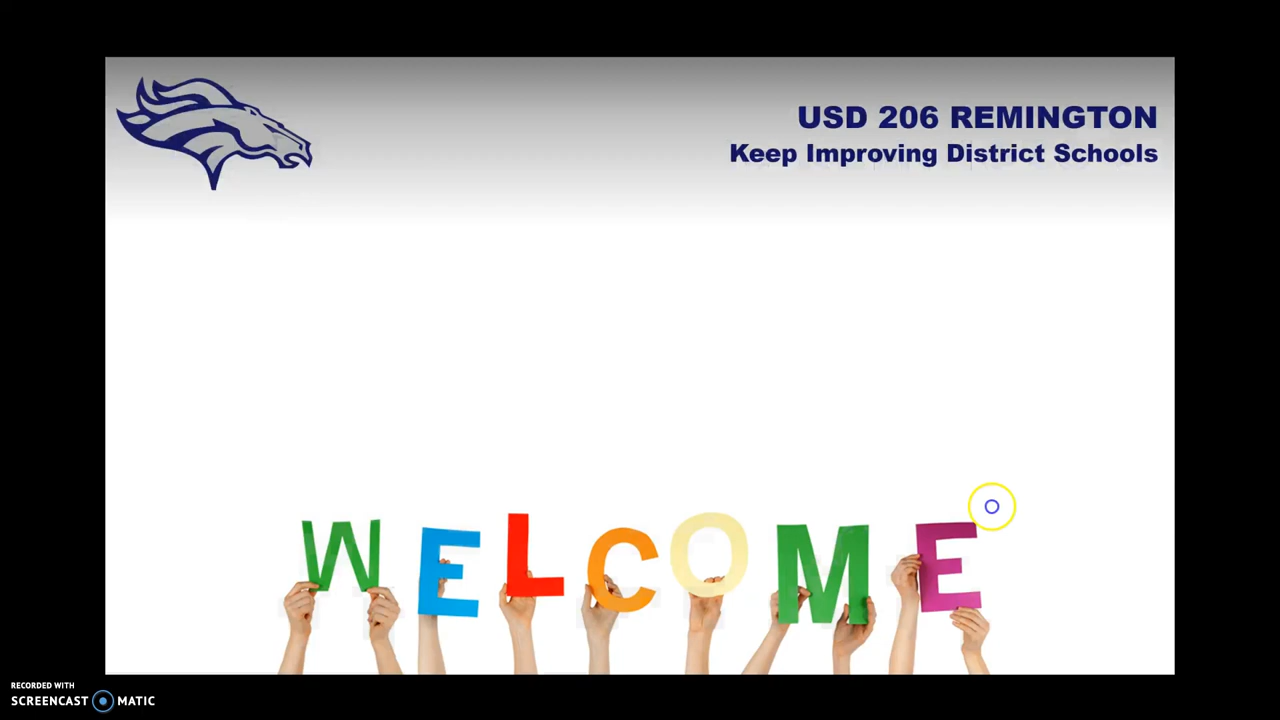 USD 206 REMINGTON
Keep Improving District Schools
WELCOME
RECORDED WITH
SCREENCAST MATIC